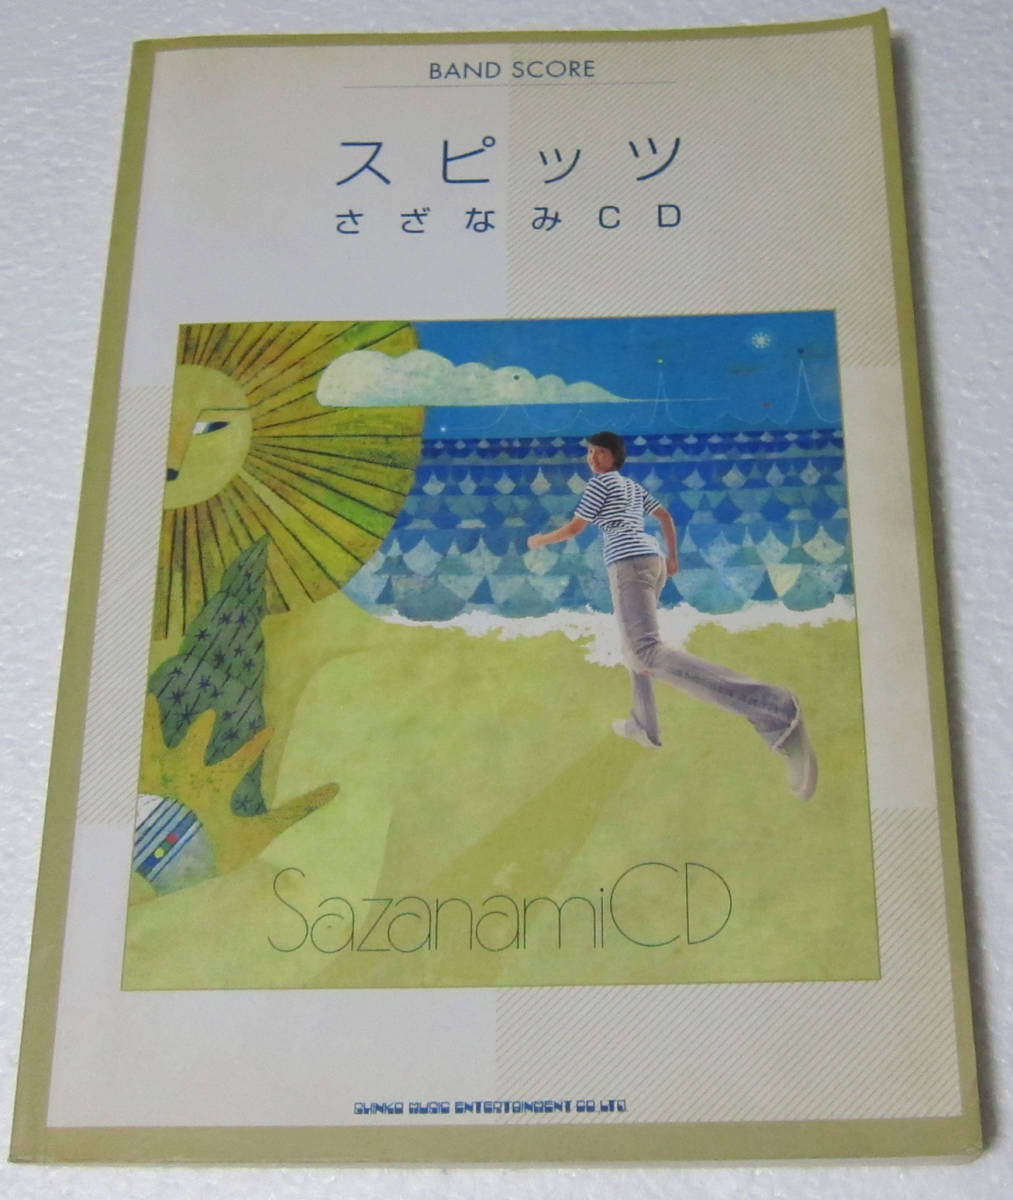 BAND SCORE
スピッツ
さざなみCD
SazanamiCD
SHINKO MUSIC ENTERTAINMENT CO.,LTD.